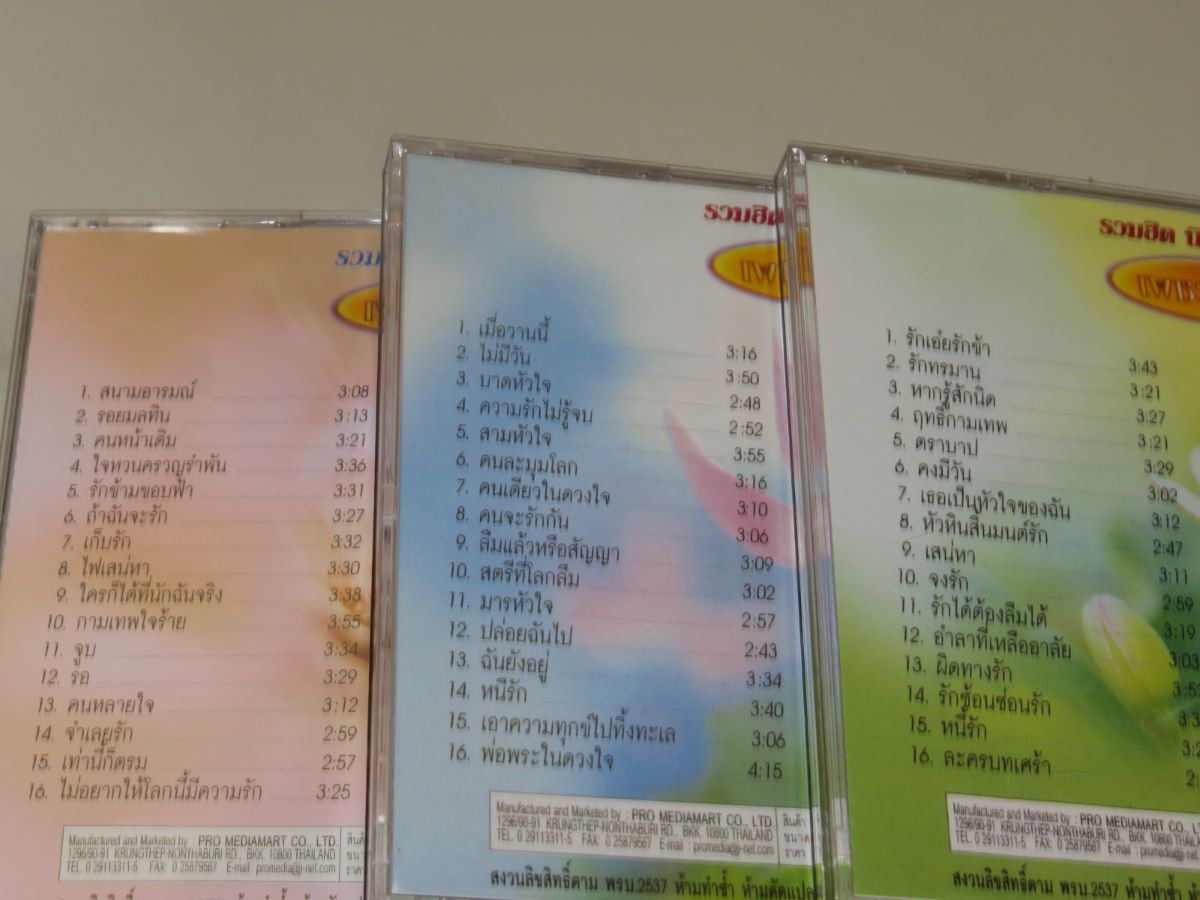 รวม
1. สนามอารมณ์ 3:08
2. รอยมลทิน 3:13
3. คนหน้าเดิม 3:21
4. ใจหวนครวญรำพัน 3:36
5. รักข้ามขอบฟ้า 3:31
6. ถ้าฉันจะรัก 3:27
7. เก็บรัก 3:32
8. ไฟเสน่หา 3:30
9. ใครก็ได้ที่นักฉันจริง 3:38
10. กามเทพใจร้าย 3:55
11. จูบ 3:34
12. รอ 3:29
13. คนหลายใจ 3:12
14. จำเลยรัก 2:59
15. เท่านี้ก็ตรม 2:57
16. ไม่อยากให้โลกนี้มีความรัก 3:25
Manufactured and Marketed by : PRO MEDIAMART CO., LTD.
1296/90-91 KRUNGTHEP-NONTHABURI RD., BKK. 10800 THAILAND
TEL. 0 29113311-5 FAX: 0 25879567 E-mail : promedia@ji-net.com
สินค้า
ขนาด
ราคา
รวมฮิต
1. เมื่อวานนี้ 3:16
2. ไม่มีวัน 3:50
3. บาดหัวใจ 2:48
4. ความรักไม่รู้จบ 2:52
5. สามหัวใจ 3:55
6. คนละมุมโลก 3:16
7. คนเดียวในดวงใจ 3:10
8. คนจะรักกัน 3:06
9. ลืมแล้วหรือสัญญา 3:09
10. สตรีที่โลกลืม 3:02
11. มารหัวใจ 2:57
12. ปล่อยฉันไป 2:43
13. ฉันยังอยู่ 3:34
14. หนีรัก 3:40
15. เอาความทุกข์ไปทิ้งทะเล 3:06
16. พ่อพระในดวงใจ 4:15
Manufactured and Marketed by : PRO MEDIAMART CO., LTD.
1296/90-91 KRUNGTHEP-NONTHABURI RD., BKK. 10800 THAILAND
TEL. 0 29113311-5 FAX: 0 25879567 E-mail : promedia@ji-net.com
สินค้า
ขนาด
ราคา
สงวนลิขสิทธิ์ตาม พรบ.2537 ห้ามทำซ้ำ ห้ามดัดแปล
รวมฮิต
1. รักเอ๋ยรักข้า 3:43
2. รักทรมาน 3:21
3. หากรู้สักนิด 3:27
4. ฤทธิ์กามเทพ 3:21
5. ตราบาป 3:29
6. คงมีวัน 3:02
7. เธอเป็นหัวใจของฉัน 3:12
8. หัวหินสิ้นมนต์รัก 2:47
9. เสน่หา 3:11
10. จงรัก 2:59
11. รักได้ต้องลืมได้ 3:19
12. อำลาที่เหลืออาลัย 3:03
13. ผิดทางรัก
14. รักซ้อนซ่อนรัก
15. หนี้รัก
16. ละครบทเศร้า
Manufactured and Marketed by : PRO MEDIAMART CO.,
1296/90-91 KRUNGTHEP-NONTHABURI RD., BKK. 10800
TEL. 0 29113311-5 FAX: 0 25879567 E-mail : promedia@ji-net
สงวนลิขสิทธิ์ตาม พรบ.2537 ห้ามทำซ้ำ